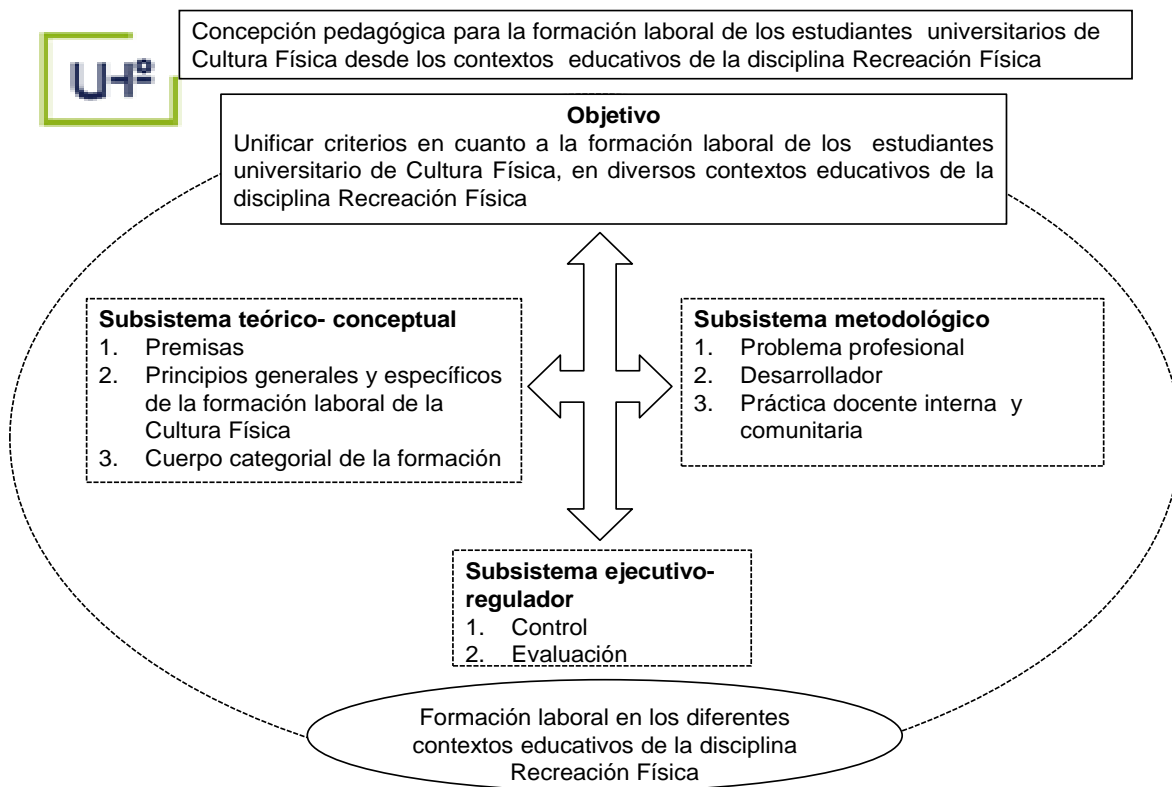 Concepción pedagógica para la formación laboral de los estudiantes universitarios de
Cultura Física desde los contextos educativos de la disciplina Recreación Física
UHº
Objetivo
Unificar criterios en cuanto a la formación laboral de los estudiantes
universitario de Cultura Física, en diversos contextos educativos de la
disciplina Recreación Física
Subsistema teórico- conceptual
1. Premisas
2. Principios generales y específicos
de la formación laboral de la
Cultura Física
3. Cuerpo categorial de la formación
Subsistema metodológico
1. Problema profesional
2. Desarrollador
3. Práctica docente interna y
comunitaria
Subsistema ejecutivo-
regulador
1. Control
2. Evaluación
Formación laboral en los diferentes
contextos educativos de la disciplina
Recreación Física